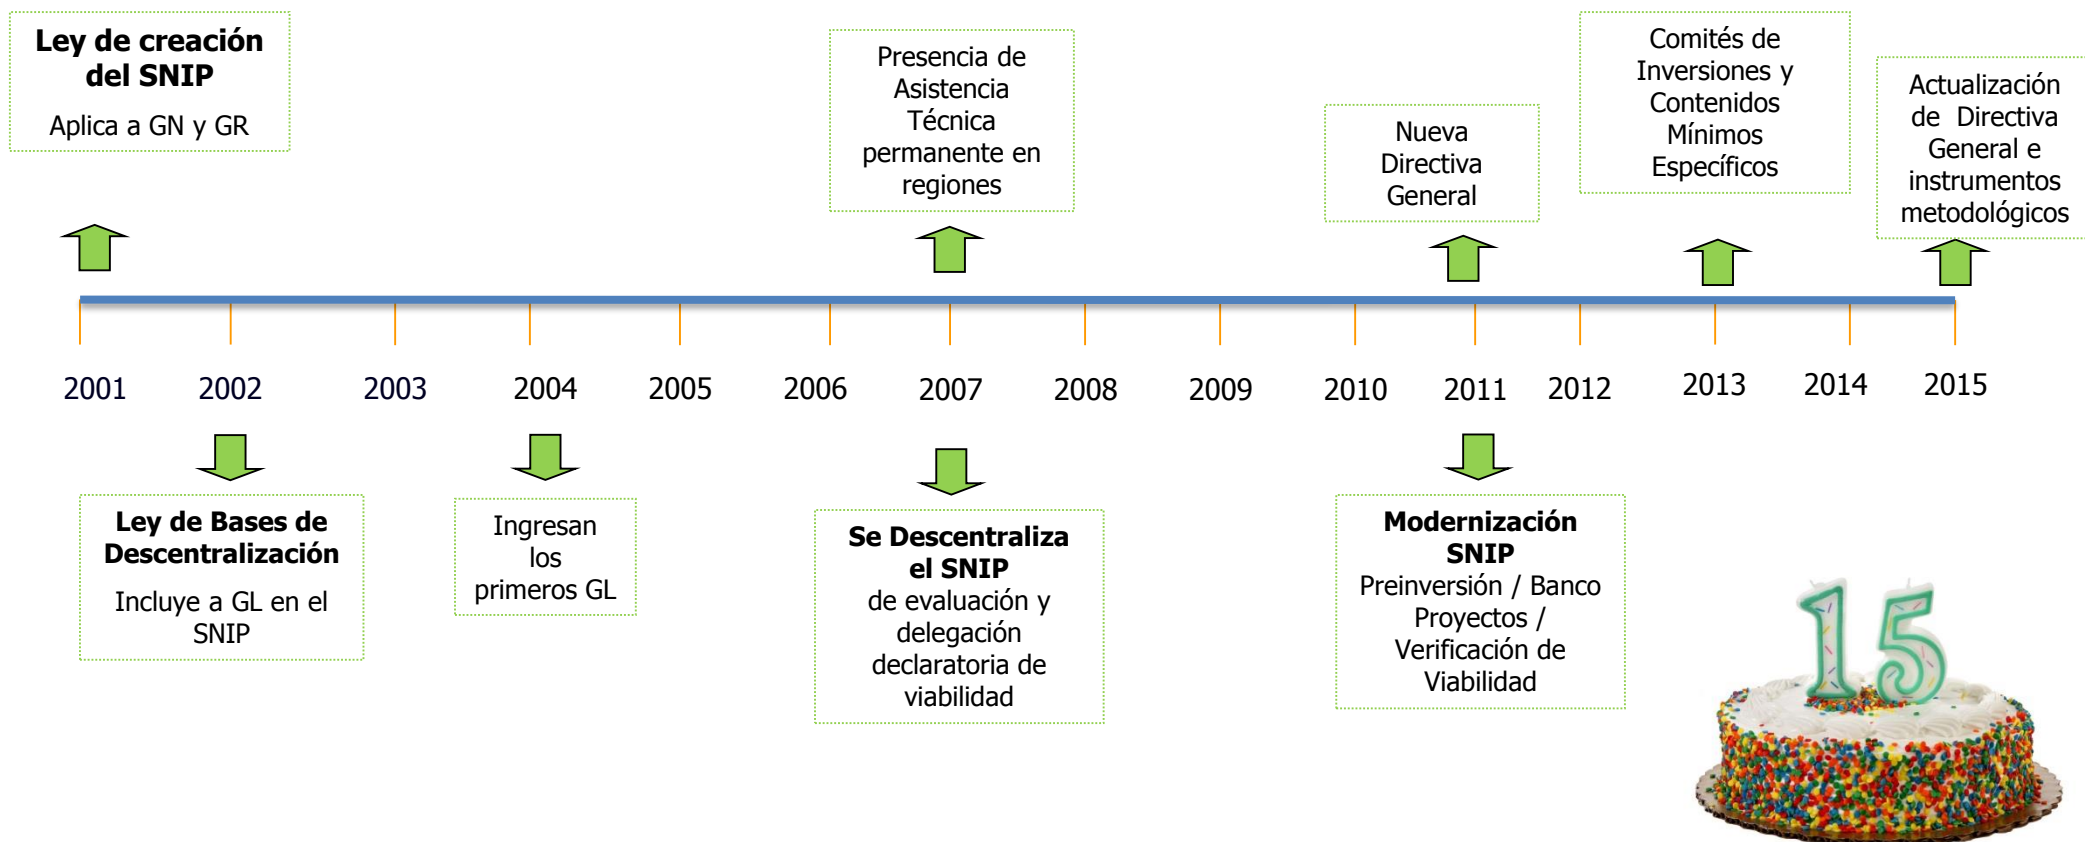 Ley de creación
del SNIP
Aplica a GN y GR
Presencia de
Asistencia
Técnica
permanente en
regiones
Nueva
Directiva
General
Comités de
Inversiones y
Contenidos
Mínimos
Específicos
Actualización
de Directiva
General e
instrumentos
metodológicos
2001 2002 2003 2004 2005 2006 2007 2008 2009 2010 2011 2012 2013 2014 2015
Ley de Bases de
Descentralización
Incluye a GL en el
SNIP
Ingresan
los
primeros GL
Se Descentraliza
el SNIP
de evaluación y
delegación
declaratoria de
viabilidad
Modernización
SNIP
Preinversión / Banco
Proyectos /
Verificación de
Viabilidad
15